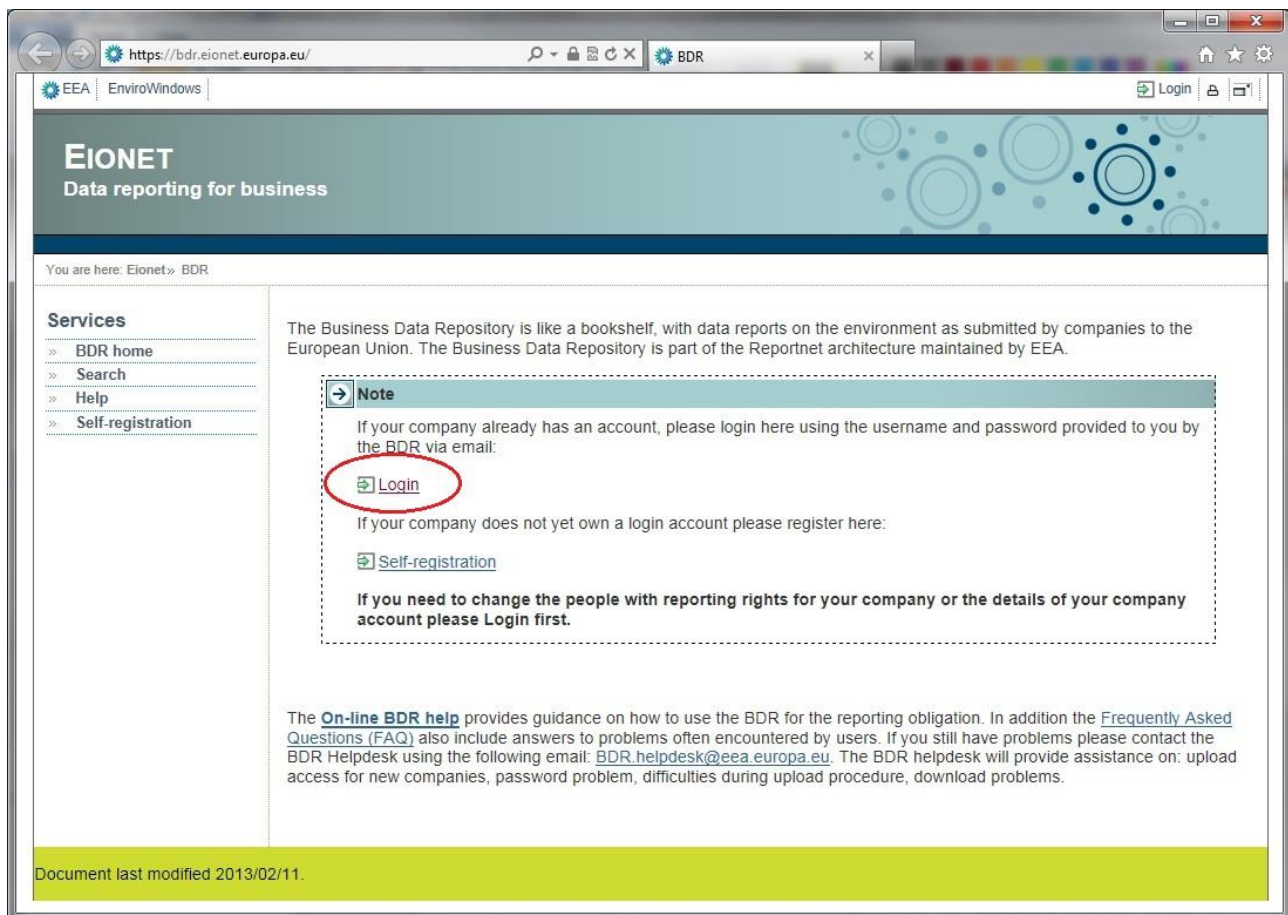 https://bdr.eionet.europa.eu/
BDR
EEA
EnviroWindows
Login
EIONET
Data reporting for business
You are here: Eionet» BDR
Services
» BDR home
» Search
» Help
» Self-registration
The Business Data Repository is like a bookshelf, with data reports on the environment as submitted by companies to the
European Union. The Business Data Repository is part of the Reportnet architecture maintained by EEA.
Note
If your company already has an account, please login here using the username and password provided to you by
the BDR via email:
Login
If your company does not yet own a login account please register here:
Self-registration
If you need to change the people with reporting rights for your company or the details of your company
account please Login first.
The On-line BDR help provides guidance on how to use the BDR for the reporting obligation. In addition the Frequently Asked
Questions (FAQ) also include answers to problems often encountered by users. If you still have problems please contact the
BDR Helpdesk using the following email: BDR.helpdesk@eea.europa.eu. The BDR helpdesk will provide assistance on: upload
access for new companies, password problem, difficulties during upload procedure, download problems.
Document last modified 2013/02/11.